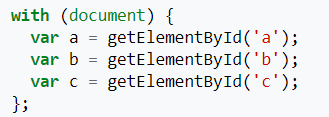 with (document) {
  var a = getElementById('a');
  var b = getElementById('b');
  var c = getElementById('c');
};